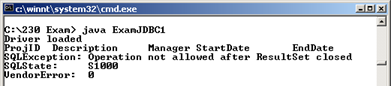 c:\winnt\system32\cmd.exe
C:\230 Exam> java ExamJDBC1
Driver loaded
ProjID Description Manager StartDate EndDate
SQLException: Operation not allowed after ResultSet closed
SQLState: S1000
VendorError: 0